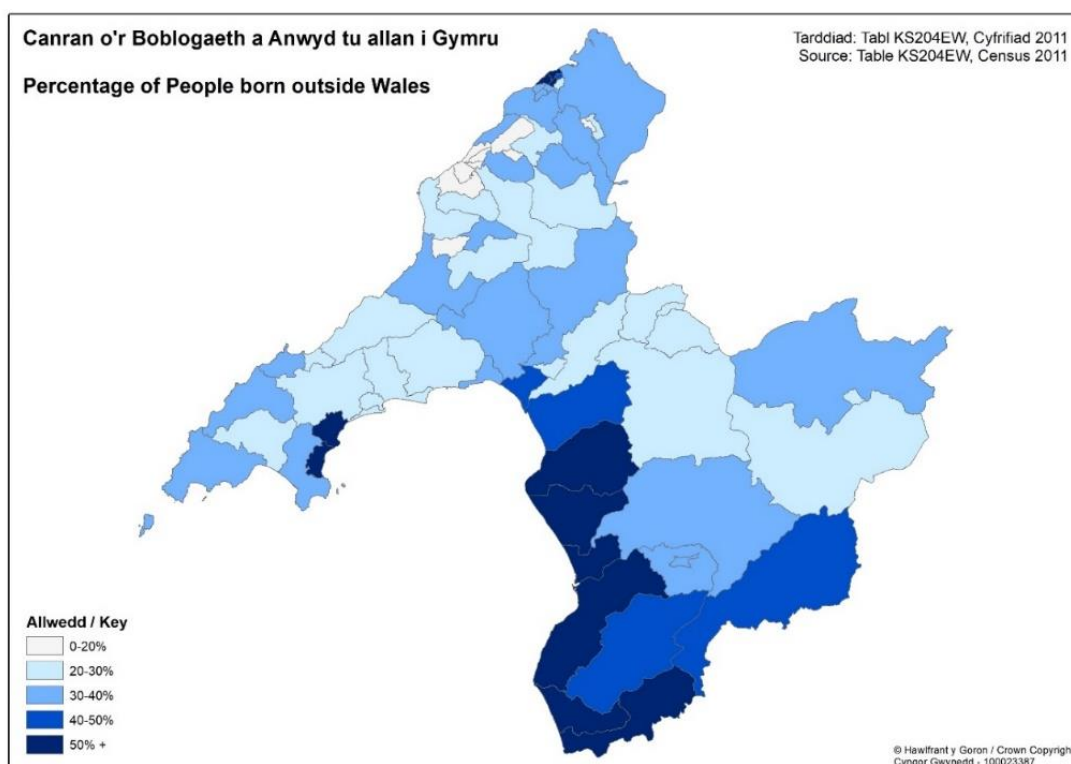 Canran o'r Boblogaeth a Anwyd tu allan i Gymru
Percentage of People born outside Wales
Tarddiad: Tabl KS204EW, Cyfrifiad 2011
Source: Table KS204EW, Census 2011
Allwedd / Key
0-20%
20-30%
30-40%
40-50%
50% +
© Hawlfraint y Goron / Crown Copyrigh
Cyngor Gwynedd - 100023387